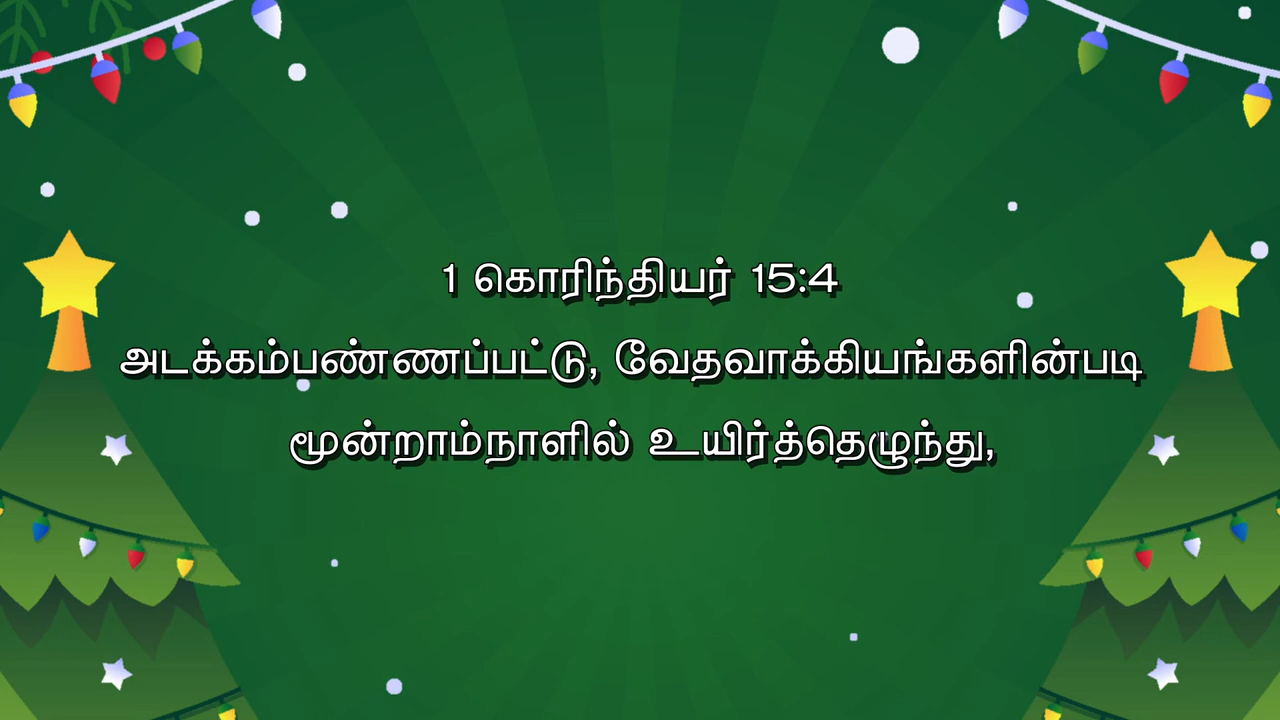 1 கொரிந்தியர் 15:4
அடக்கம்பண்ணப்பட்டு, வேதவாக்கியங்களின்படி
மூன்றாம்நாளில் உயிர்த்தெழுந்து,